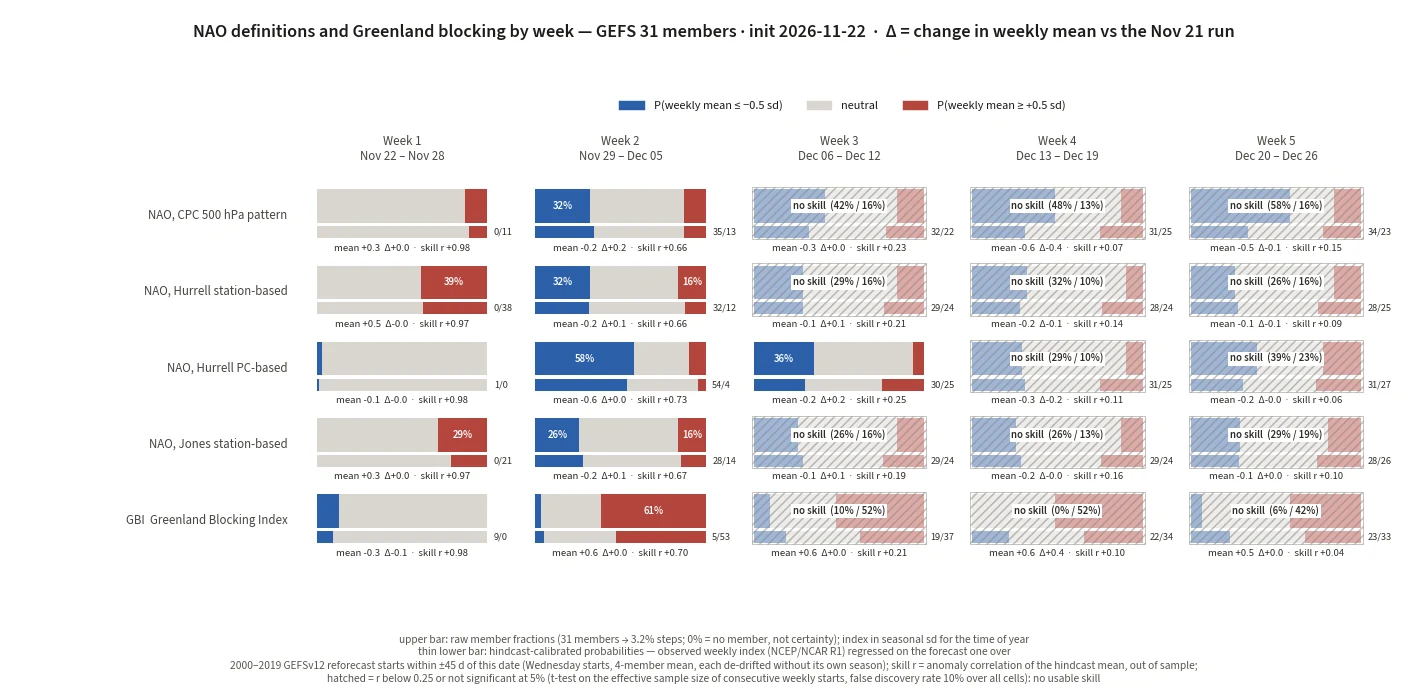 NAO definitions and Greenland blocking by week — GEFS 31 members · init 2026-11-22 · Δ = change in weekly mean vs the Nov 21 run
P(weekly mean ≤ −0.5 sd) neutral P(weekly mean ≥ +0.5 sd)
Week 1 Week 2 Week 3 Week 4 Week 5
Nov 22 – Nov 28 Nov 29 – Dec 05 Dec 06 – Dec 12 Dec 13 – Dec 19 Dec 20 – Dec 26
NAO, CPC 500 hPa pattern 32% no skill (42% / 16%) no skill (48% / 13%) no skill (58% / 16%)
0/11 35/13 32/22 31/25 34/23
mean +0.3 Δ+0.0 · skill r +0.98 mean -0.2 Δ+0.2 · skill r +0.66 mean -0.3 Δ+0.0 · skill r +0.23 mean -0.6 Δ-0.4 · skill r +0.07 mean -0.5 Δ-0.1 · skill r +0.15
NAO, Hurrell station-based 39% 32% 16% no skill (29% / 16%) no skill (32% / 10%) no skill (26% / 16%)
0/38 32/12 29/24 28/24 28/25
mean +0.5 Δ-0.0 · skill r +0.97 mean -0.2 Δ+0.1 · skill r +0.66 mean -0.1 Δ+0.1 · skill r +0.21 mean -0.2 Δ-0.1 · skill r +0.14 mean -0.1 Δ-0.1 · skill r +0.09
NAO, Hurrell PC-based 58% 36% no skill (29% / 10%) no skill (39% / 23%)
1/0 54/4 30/25 31/25 31/27
mean -0.1 Δ-0.0 · skill r +0.98 mean -0.6 Δ+0.0 · skill r +0.73 mean -0.2 Δ+0.2 · skill r +0.25 mean -0.3 Δ-0.2 · skill r +0.11 mean -0.2 Δ-0.0 · skill r +0.06
NAO, Jones station-based 29% 26% 16% no skill (26% / 16%) no skill (26% / 13%) no skill (29% / 19%)
0/21 28/14 29/24 29/24 28/26
mean +0.3 Δ+0.0 · skill r +0.97 mean -0.2 Δ+0.1 · skill r +0.67 mean -0.1 Δ+0.1 · skill r +0.19 mean -0.2 Δ-0.0 · skill r +0.16 mean -0.1 Δ+0.0 · skill r +0.10
GBI Greenland Blocking Index 61% no skill (10% / 52%) no skill (0% / 52%) no skill (6% / 42%)
9/0 5/53 19/37 22/34 23/33
mean -0.3 Δ-0.1 · skill r +0.98 mean +0.6 Δ+0.0 · skill r +0.70 mean +0.6 Δ+0.0 · skill r +0.21 mean +0.6 Δ+0.4 · skill r +0.10 mean +0.5 Δ+0.0 · skill r +0.04
upper bar: raw member fractions (31 members → 3.2% steps; 0% = no member, not certainty); index in seasonal sd for the time of year
thin lower bar: hindcast-calibrated probabilities — observed weekly index (NCEP/NCAR R1) regressed on the forecast one over
2000–2019 GEFSv12 reforecast starts within ±45 d of this date (Wednesday starts, 4-member mean, each de-drifted without its own season); skill r = anomaly correlation of the hindcast mean, out of sample;
hatched = r below 0.25 or not significant at 5% (t-test on the effective sample size of consecutive weekly starts, false discovery rate 10% over all cells): no usable skill